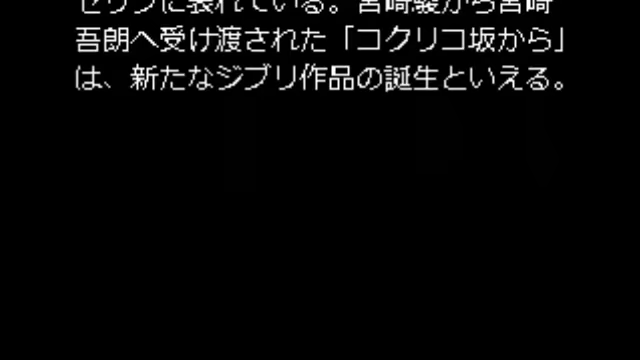 セリフに表れている。宮崎駿から宮崎
吾朗へ受け渡された「コクリコ坂から」
は、新たなジブリ作品の誕生といえる。